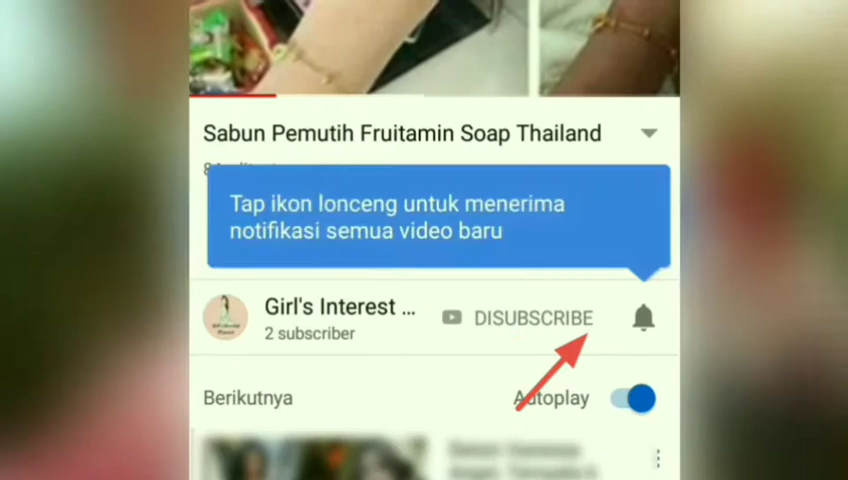 Sabun Pemutih Fruitamin Soap Thailand
Tap ikon lonceng untuk menerima
notifikasi semua video baru
Girl's Interest ...
2 subscriber
DISUBSCRIBE
Berikutnya
Autoplay